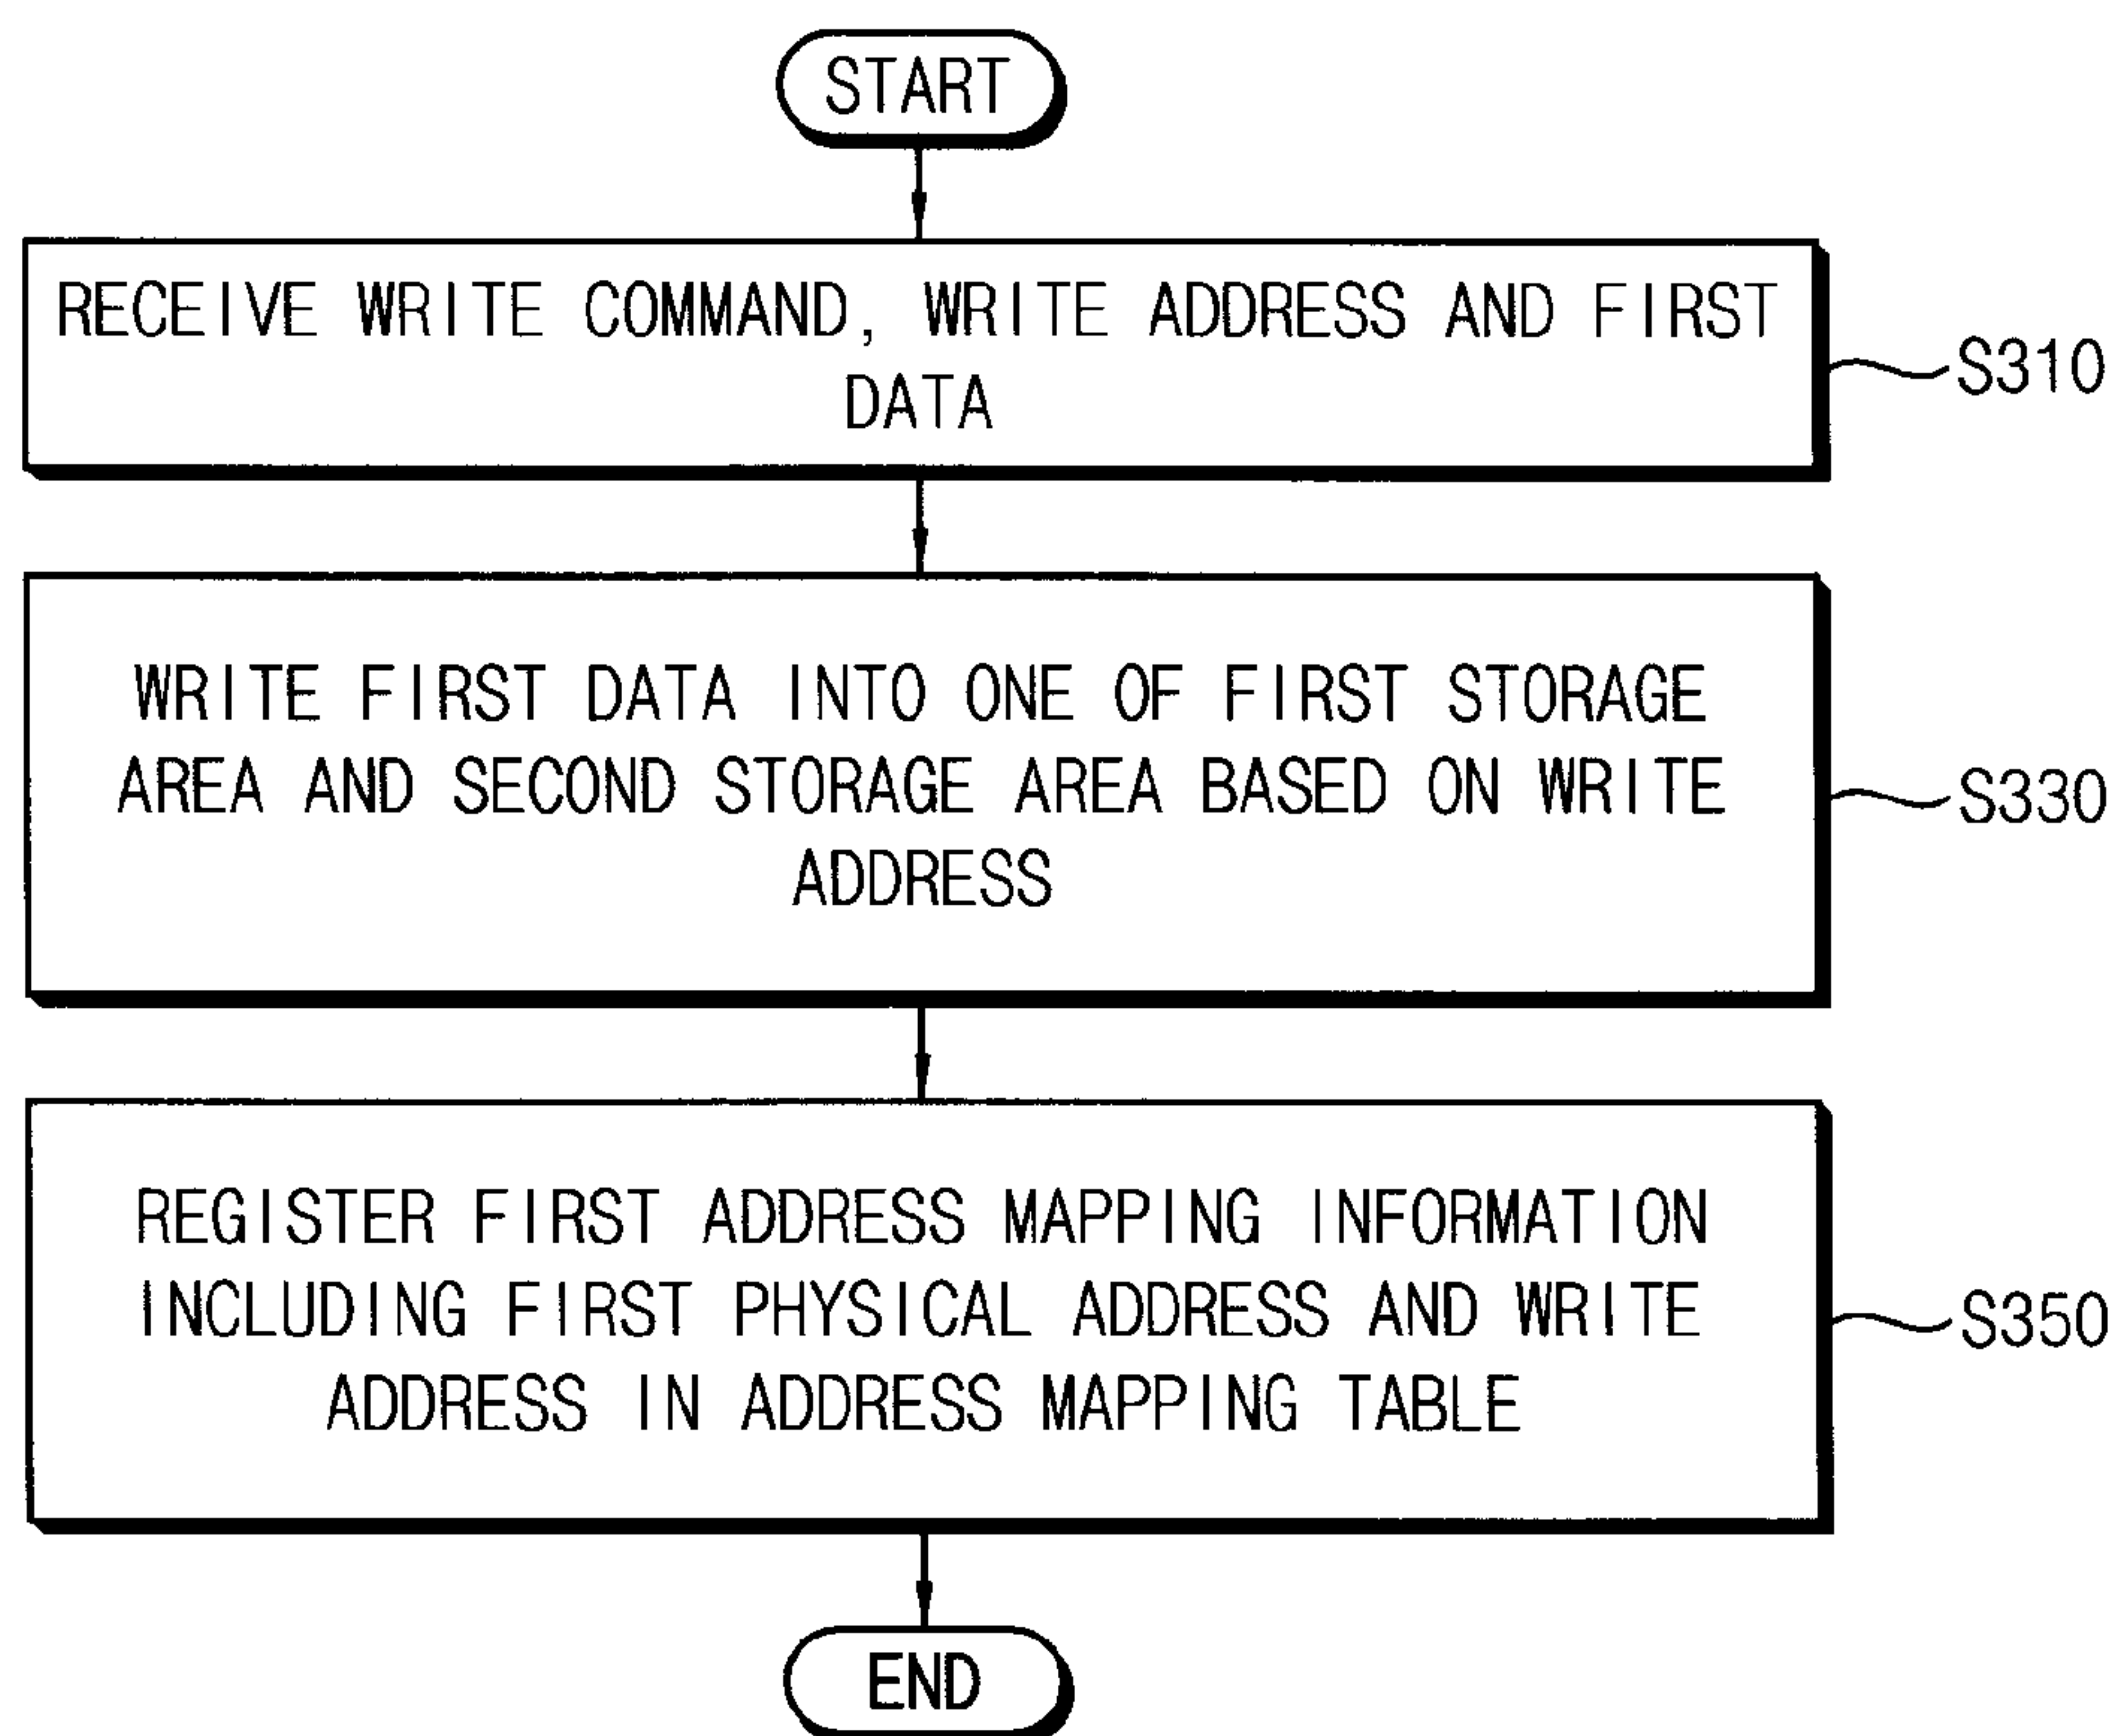 START
RECEIVE WRITE COMMAND, WRITE ADDRESS AND FIRST
DATA
S310
WRITE FIRST DATA INTO ONE OF FIRST STORAGE
AREA AND SECOND STORAGE AREA BASED ON WRITE
ADDRESS
S330
REGISTER FIRST ADDRESS MAPPING INFORMATION
INCLUDING FIRST PHYSICAL ADDRESS AND WRITE
ADDRESS IN ADDRESS MAPPING TABLE
S350
END